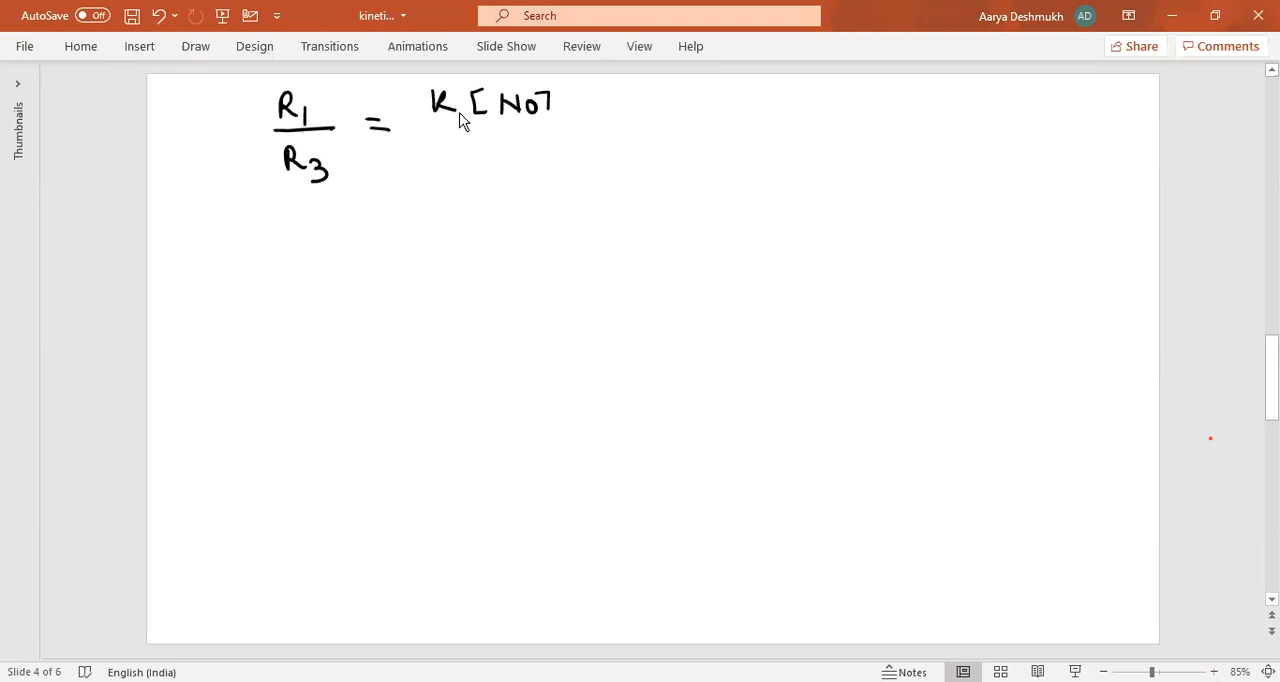 AutoSave Off kineti... Search Aarya Deshmukh AD
File Home Insert Draw Design Transitions Animations Slide Show Review View Help Share Comments
Thumbnails
R1 / R3 = K [ No ]
Slide 4 of 6 English (India) Notes 85%